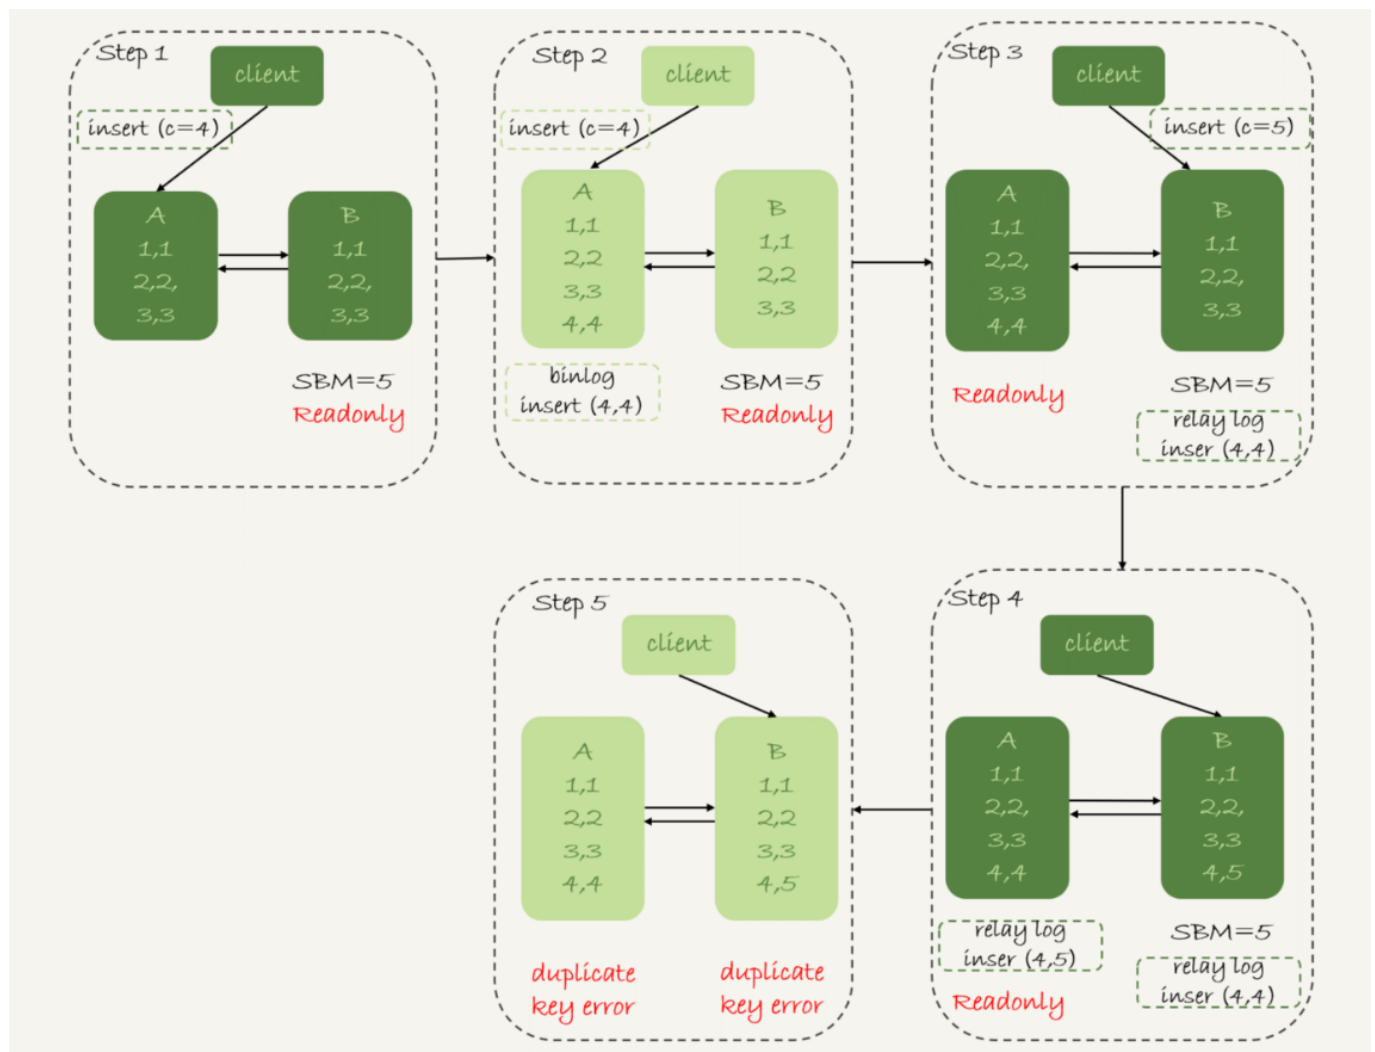 Step 1
client
insert (c=4)
A
1,1
2,2,
3,3
B
1,1
2,2,
3,3
SBM=5
Readonly
Step 2
client
insert (c=4)
A
1,1
2,2
3,3
4,4
binlog
insert (4,4)
B
1,1
2,2
3,3
SBM=5
Readonly
Step 3
client
insert (c=5)
A
1,1
2,2,
3,3
4,4
Readonly
B
1,1
2,2,
3,3
SBM=5
relay log
inser (4,4)
Step 4
client
A
1,1
2,2,
3,3
4,4
relay log
inser (4,5)
Readonly
B
1,1
2,2,
3,3
4,5
SBM=5
relay log
inser (4,4)
Step 5
client
A
1,1
2,2
3,3
4,4
duplicate
key error
B
1,1
2,2
3,3
4,5
duplicate
key error